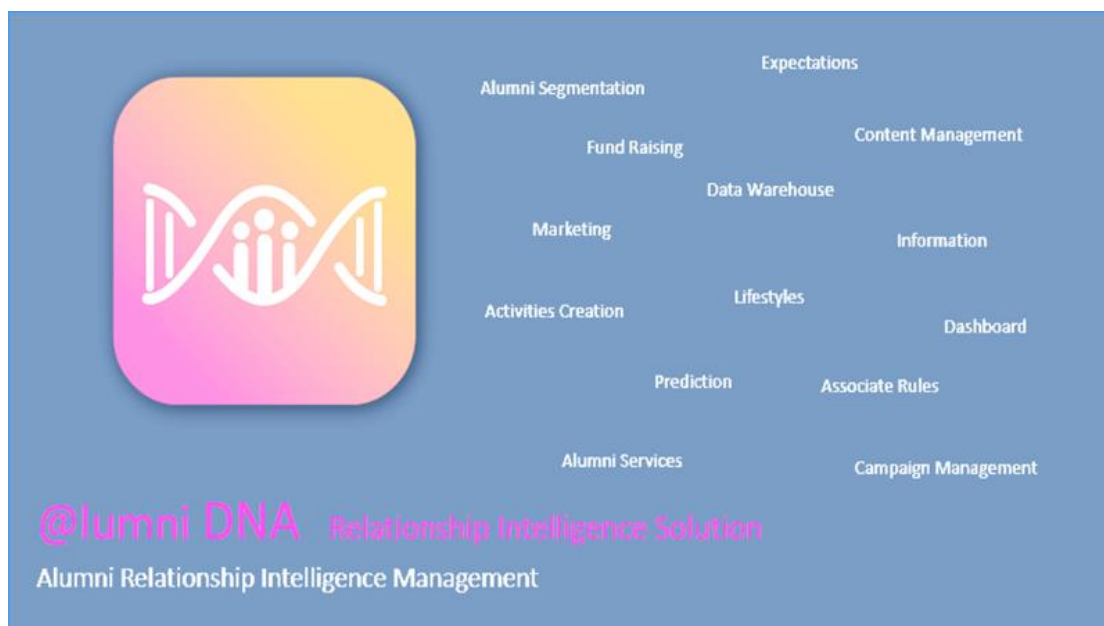 Expectations
Alumni Segmentation
Content Management
Fund Raising
Data Warehouse
Marketing
Information
Lifestyles
Activities Creation
Dashboard
Prediction
Associate Rules
Alumni Services
Campaign Management
@lumni DNA Relationship Intelligence Solution
Alumni Relationship Intelligence Management